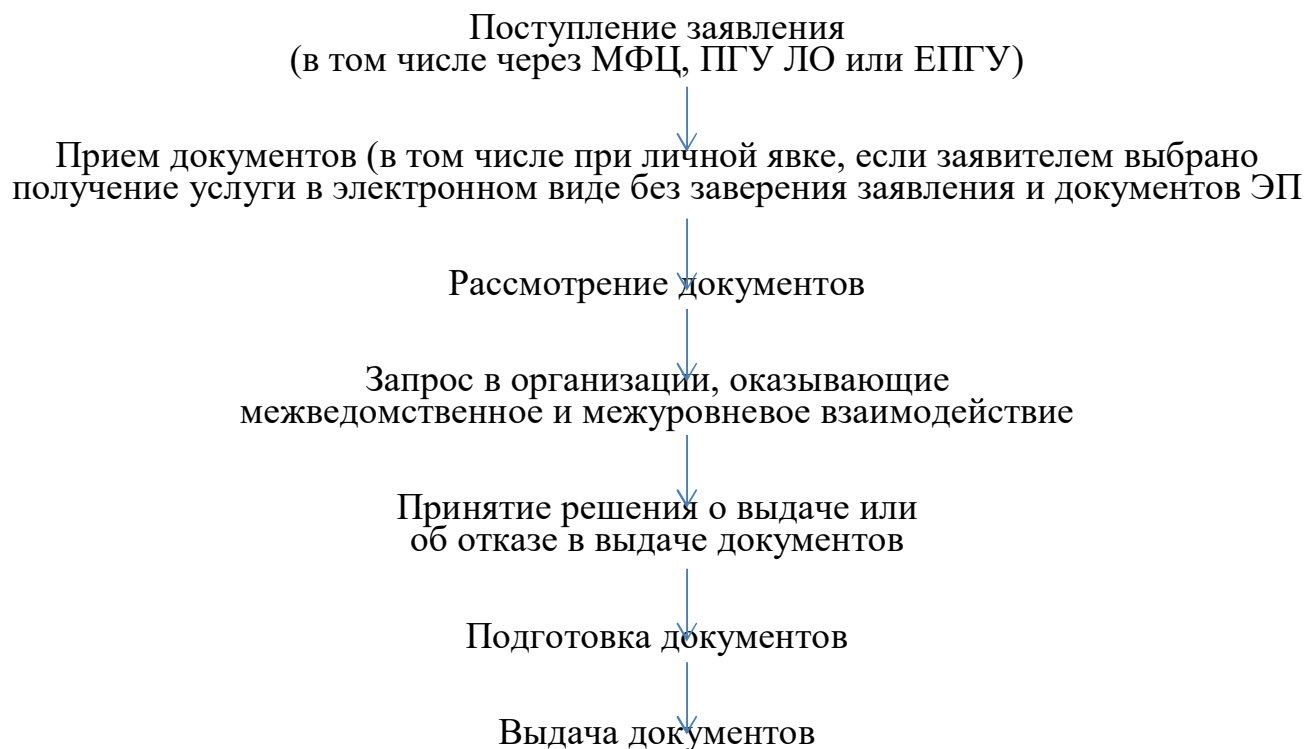 Поступление заявления
(в том числе через МФЦ, ПГУ ЛО или ЕПГУ)
Прием документов (в том числе при личной явке, если заявителем выбрано
получение услуги в электронном виде без заверения заявления и документов ЭП
Рассмотрение документов
Запрос в организации, оказывающие
межведомственное и межуровневое взаимодействие
Принятие решения о выдаче или
об отказе в выдаче документов
Подготовка документов
Выдача документов